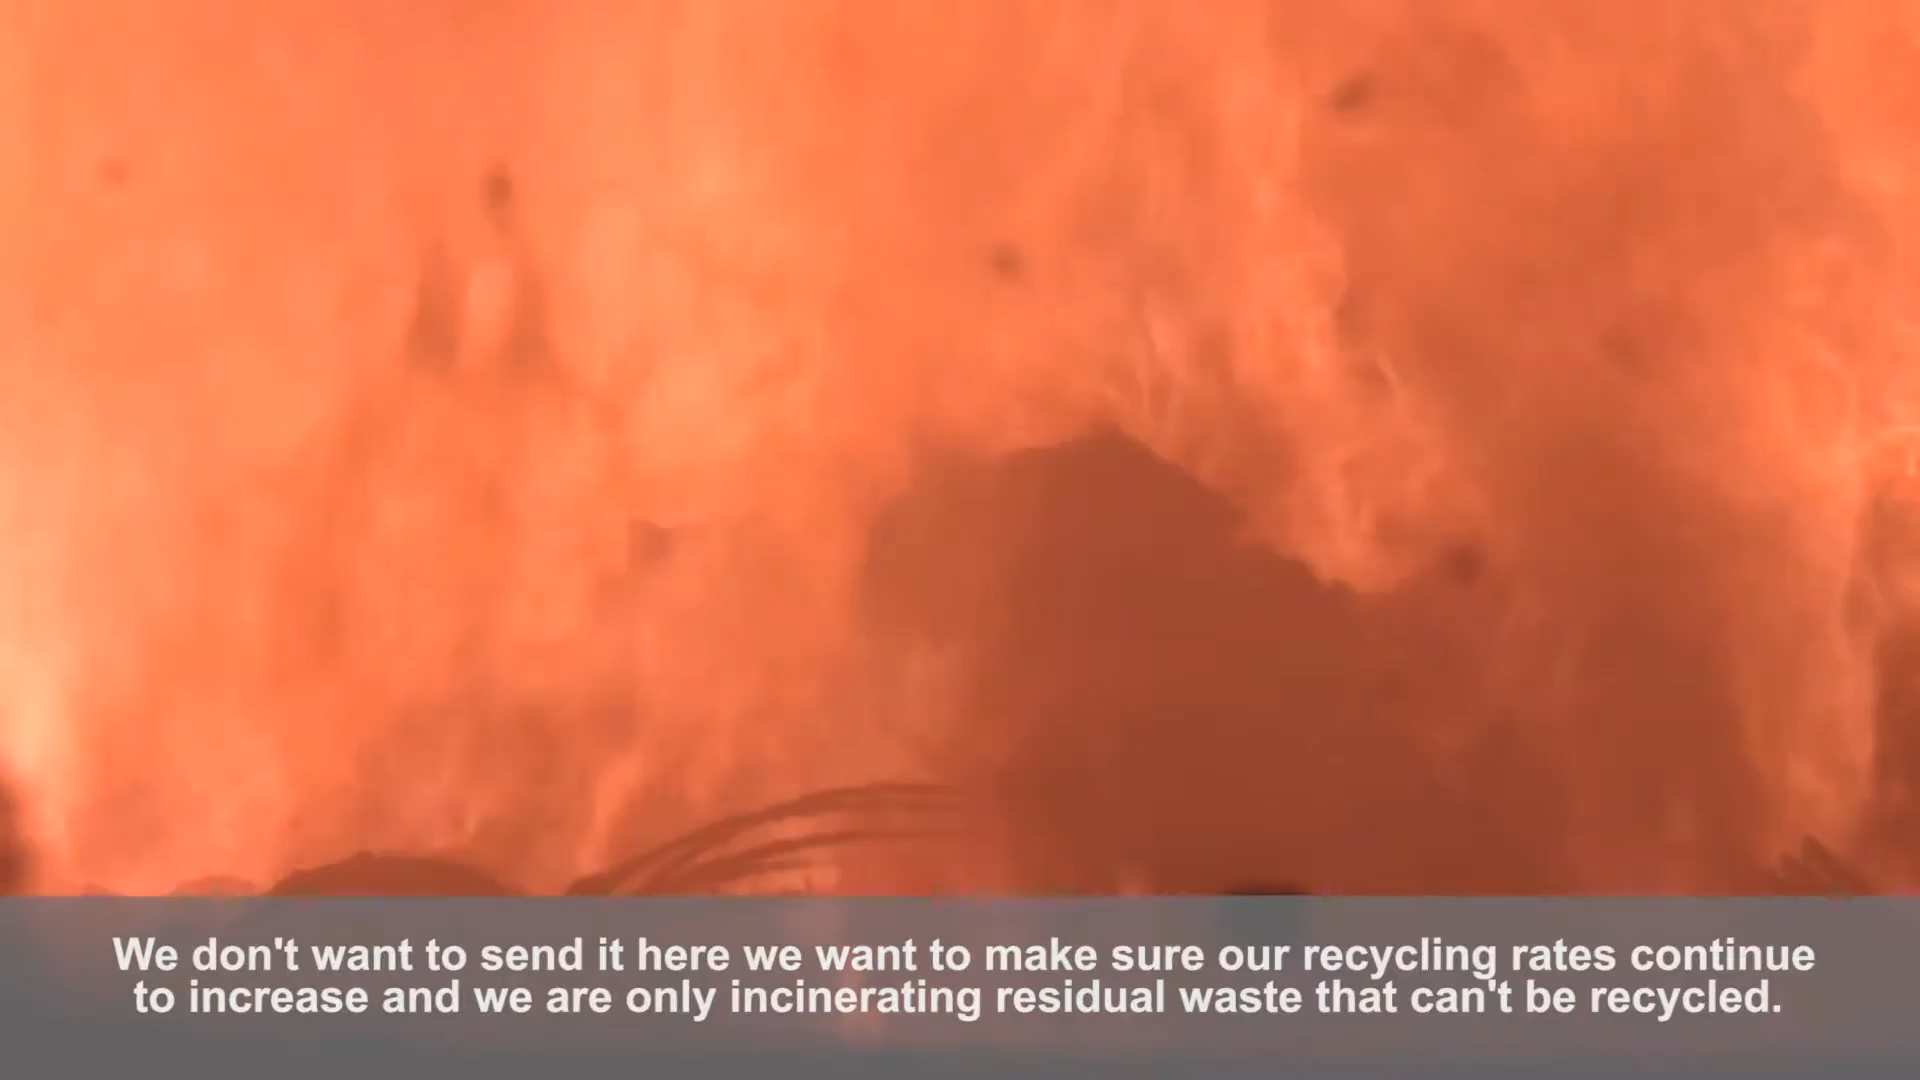 We don't want to send it here we want to make sure our recycling rates continue
to increase and we are only incinerating residual waste that can't be recycled.